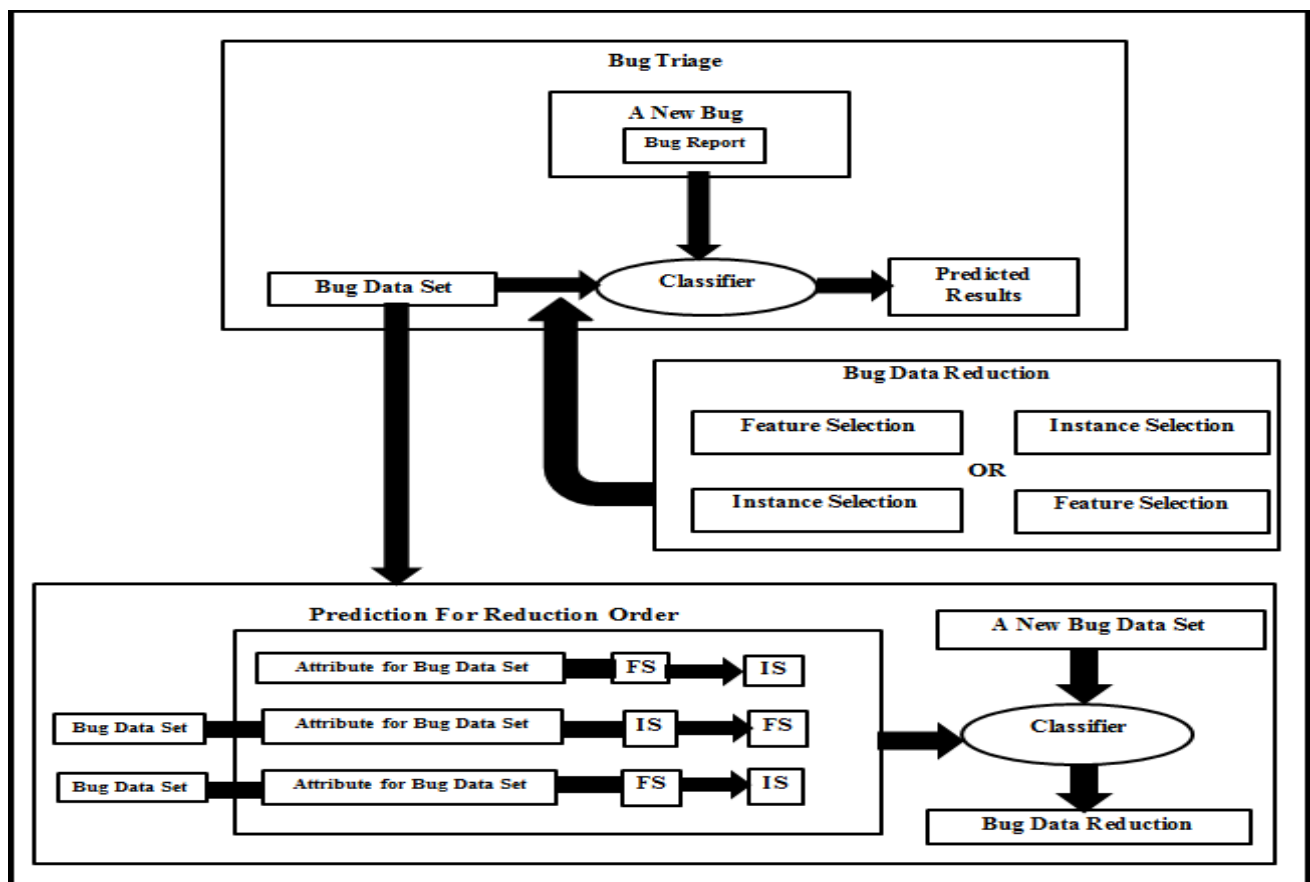 Bug Triage
A New Bug
Bug Report
Bug Data Set
Classifier
Predicted
Results
Bug Data Reduction
Feature Selection
Instance Selection
OR
Instance Selection
Feature Selection
Prediction For Reduction Order
Attribute for Bug Data Set
FS
IS
Bug Data Set
Attribute for Bug Data Set
IS
FS
Bug Data Set
Attribute for Bug Data Set
FS
IS
A New Bug Data Set
Classifier
Bug Data Reduction